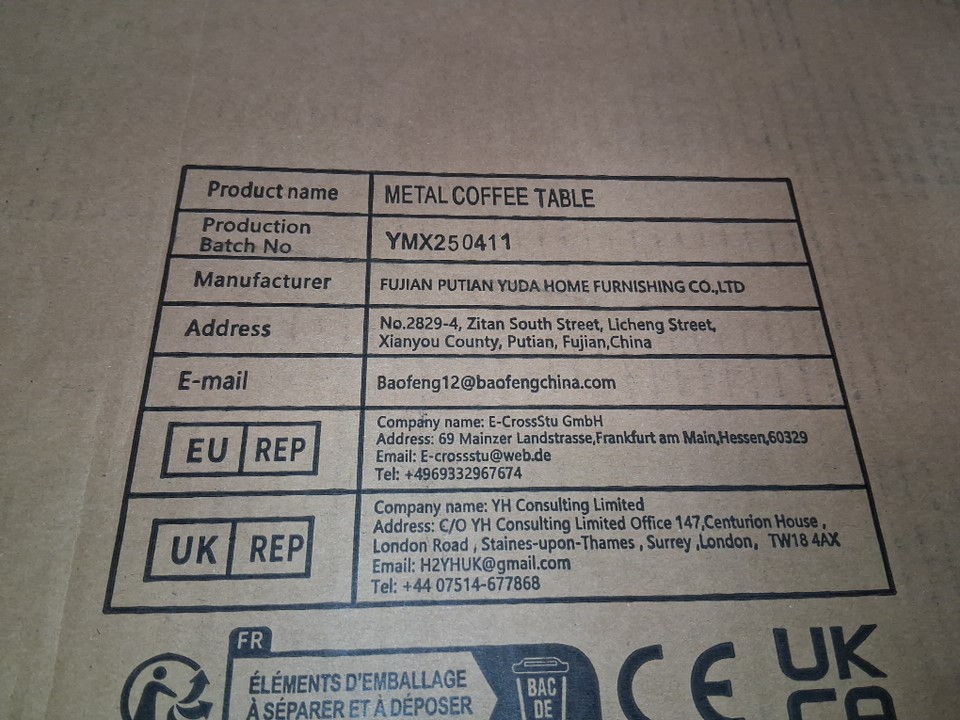 Product name
METAL COFFEE TABLE
Production
Batch No
YMX250411
Manufacturer
FUJIAN PUTIAN YUDA HOME FURNISHING CO.,LTD
Address
No.2829-4, Zitan South Street, Licheng Street,
Xianyou County, Putian, Fujian,China
E-mail
Baofeng12@baofengchina.com
EU REP
Company name: E-CrossStu GmbH
Address: 69 Mainzer Landstrasse,Frankfurt am Main,Hessen,60329
Email: E-crossstu@web.de
Tel: +4969332967674
UK REP
Company name: YH Consulting Limited
Address: C/O YH Consulting Limited Office 147,Centurion House ,
London Road , Staines-upon-Thames , Surrey ,London, TW18 4AX
Email: H2YHUK@gmail.com
Tel: +44 07514-677868
FR
ÉLÉMENTS D'EMBALLAGE
À SÉPARER ET À DÉPOSER
BAC
DE
CE
UK
CA